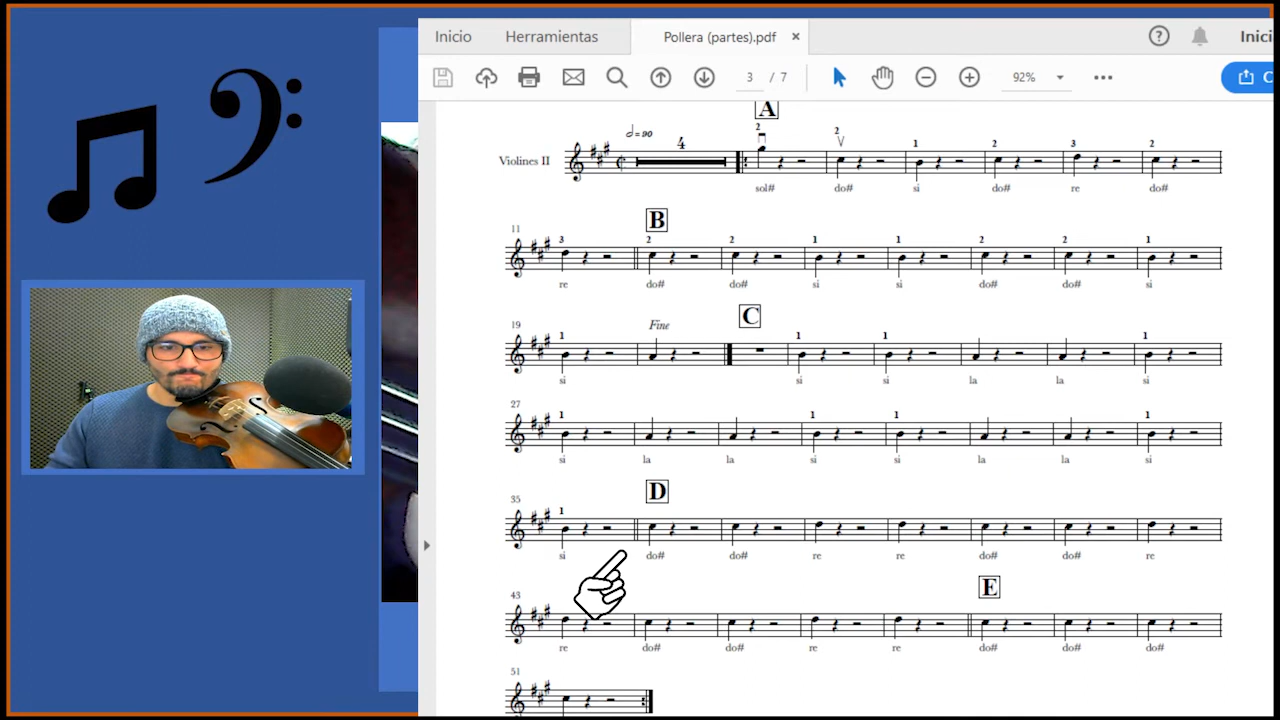 Inicio Herramientas Pollera (partes).pdf × ? Inici
3 / 7 92% C
A
=90 4 2 2 1 2 3 2
Violines II
sol# do# si do# re do#
B
11 3 2 2 1 1 2 2 1
re do# do# si si do# do# si
C
19 1 Fine 1 1 1
si si si la la si
27 1 1 1 1
si la la si si la la si
D
35 1
si do# do# re re do# do# re
E
43
re do# do# re re do# do# do#
51